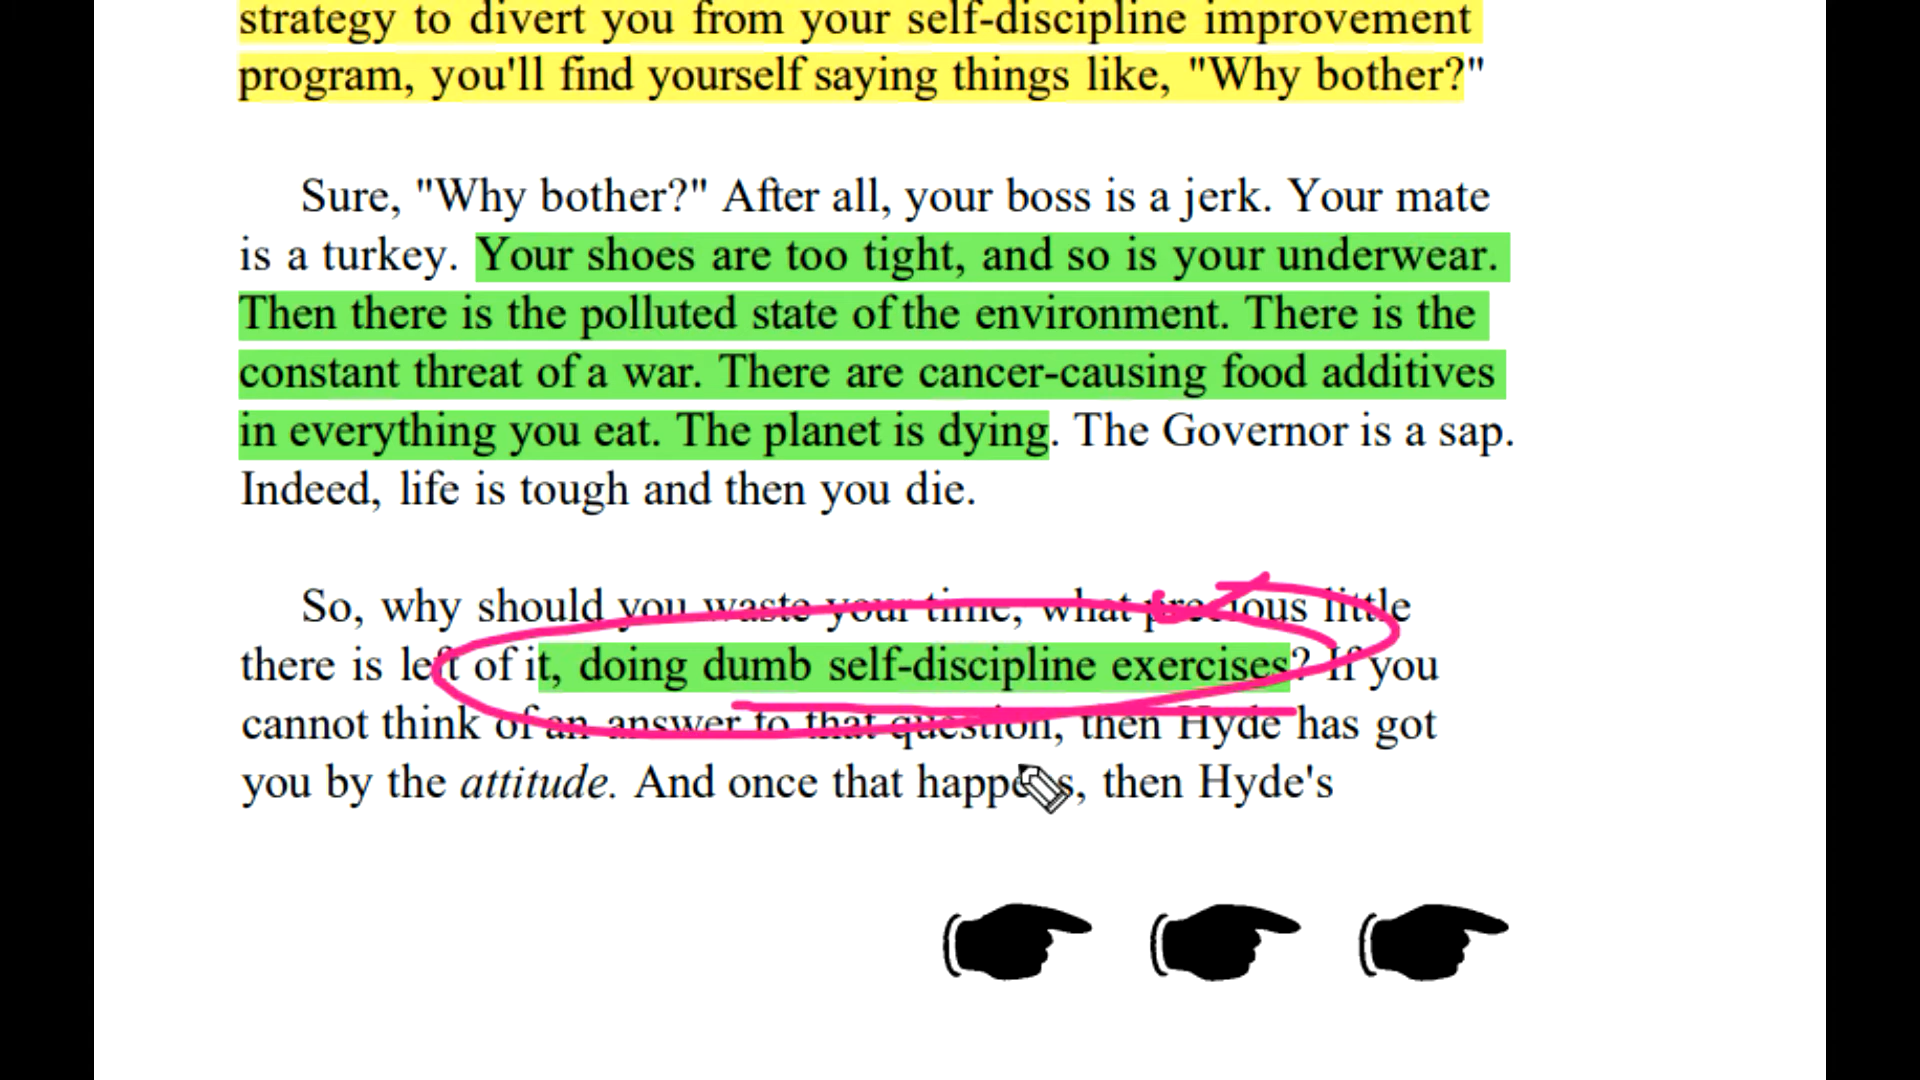 strategy to divert you from your self-discipline improvement
program, you'll find yourself saying things like, "Why bother?"
Sure, "Why bother?" After all, your boss is a jerk. Your mate
is a turkey. Your shoes are too tight, and so is your underwear.
Then there is the polluted state of the environment. There is the
constant threat of a war. There are cancer-causing food additives
in everything you eat. The planet is dying. The Governor is a sap.
Indeed, life is tough and then you die.
So, why should you waste your time, what precious little
there is left of it, doing dumb self-discipline exercises? If you
cannot think of an answer to that question, then Hyde has got
you by the attitude. And once that happens, then Hyde's